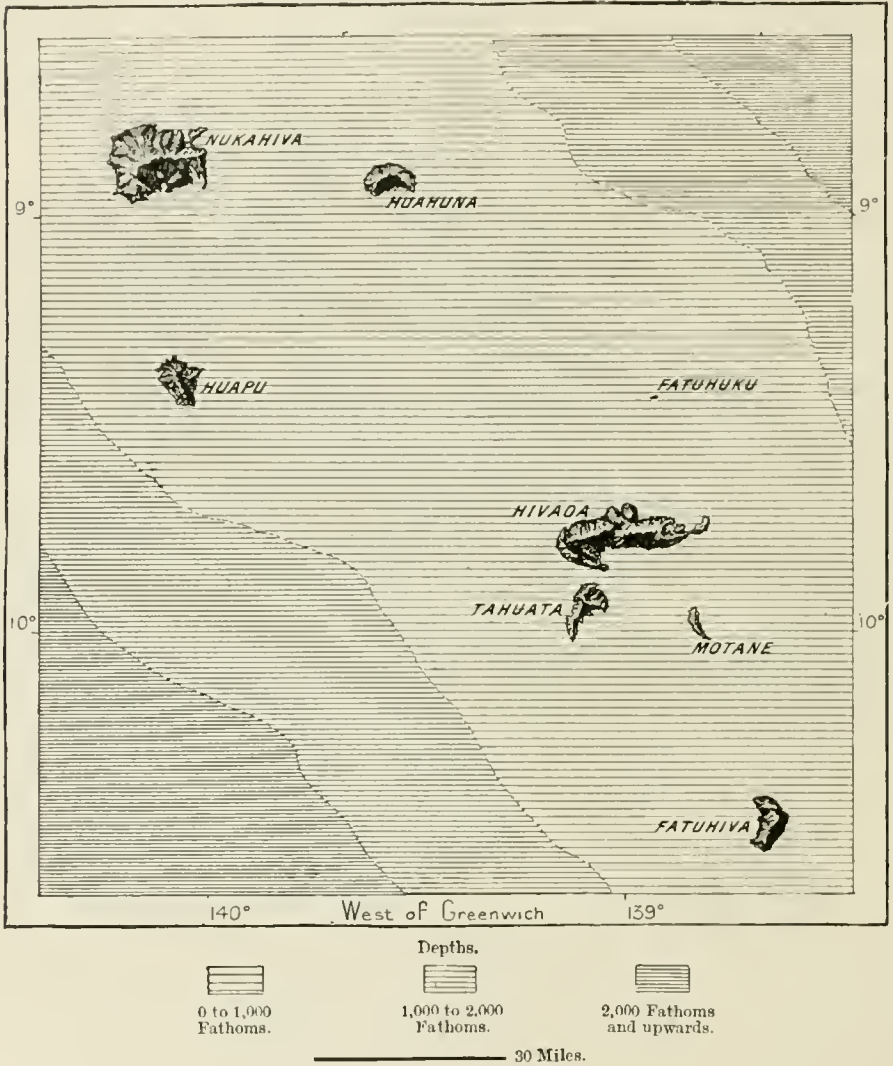 NUKAHIVA
HUAHUNA
9° 9°
HUAPU
FATUHUKU
HIVAOA
TAHUATA
10° 10°
MOTANE
FATUHIVA
140° West of Greenwich 139°
Depths.
0 to 1,000
Fathoms.
1,000 to 2,000
Fathoms.
2,000 Fathoms
and upwards.
30 Miles.